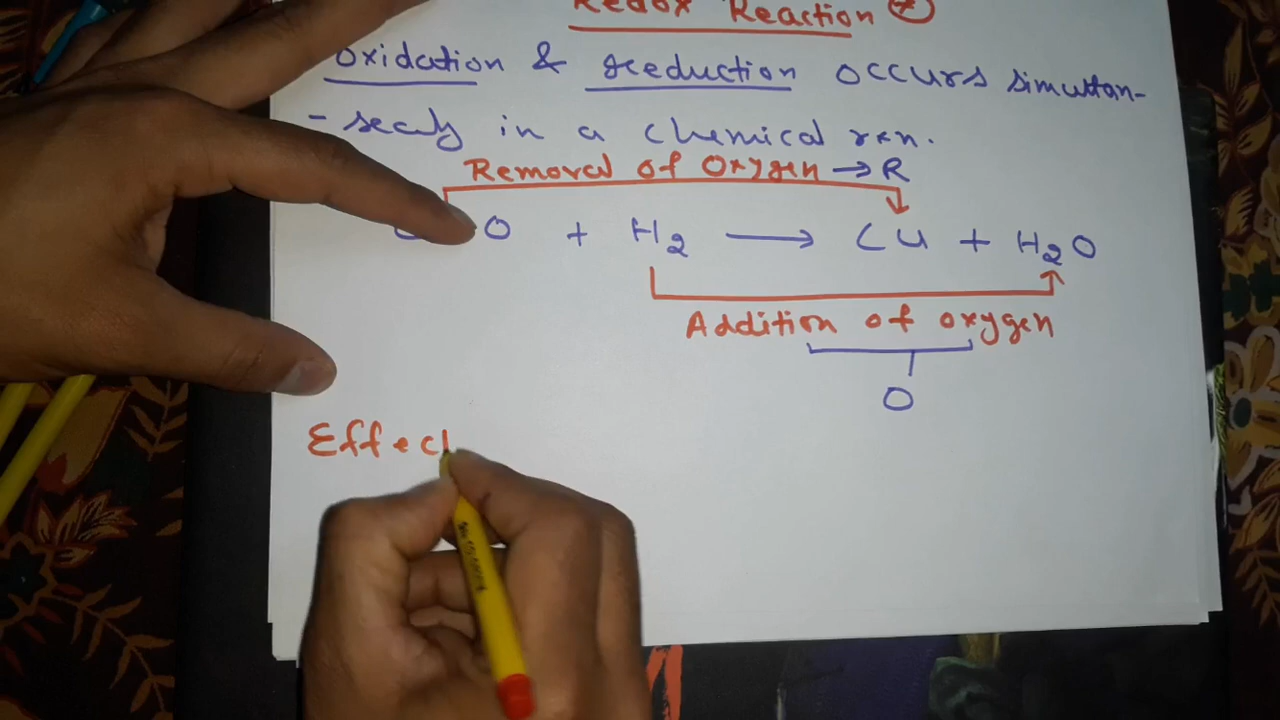 Redox Reaction
Oxidation & reduction occurs simultan-
-sealy in a chemical rxn.
Removal of Oxygen → R
O + H2 ⟶ Cu + H2O
Addition of oxygen
O
Effect